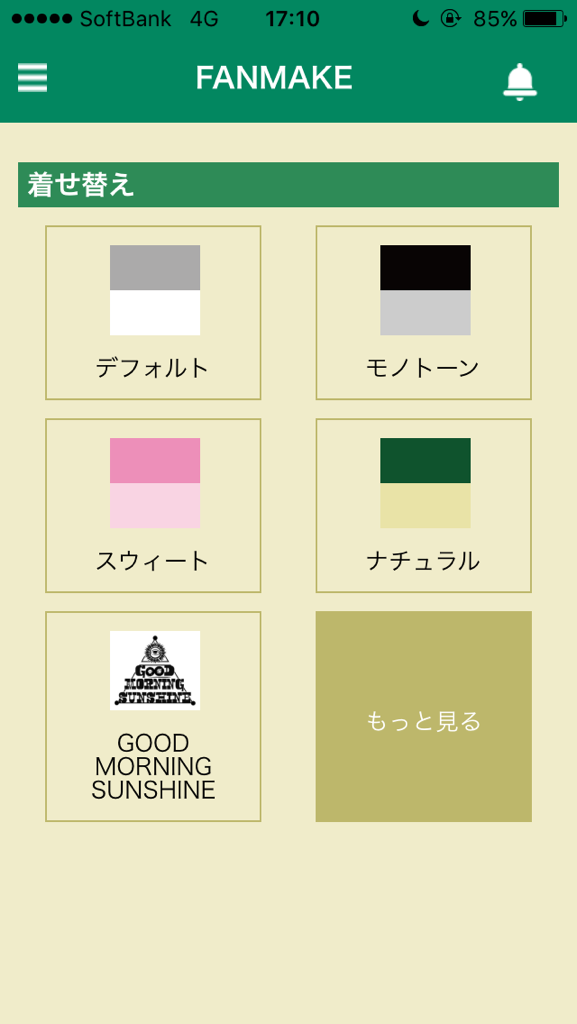 SoftBank 4G 17:10 85%
FANMAKE
着せ替え
デフォルト
モノトーン
スウィート
ナチュラル
GOOD
MORNING
SUNSHINE
GOOD
MORNING
SUNSHINE
もっと見る